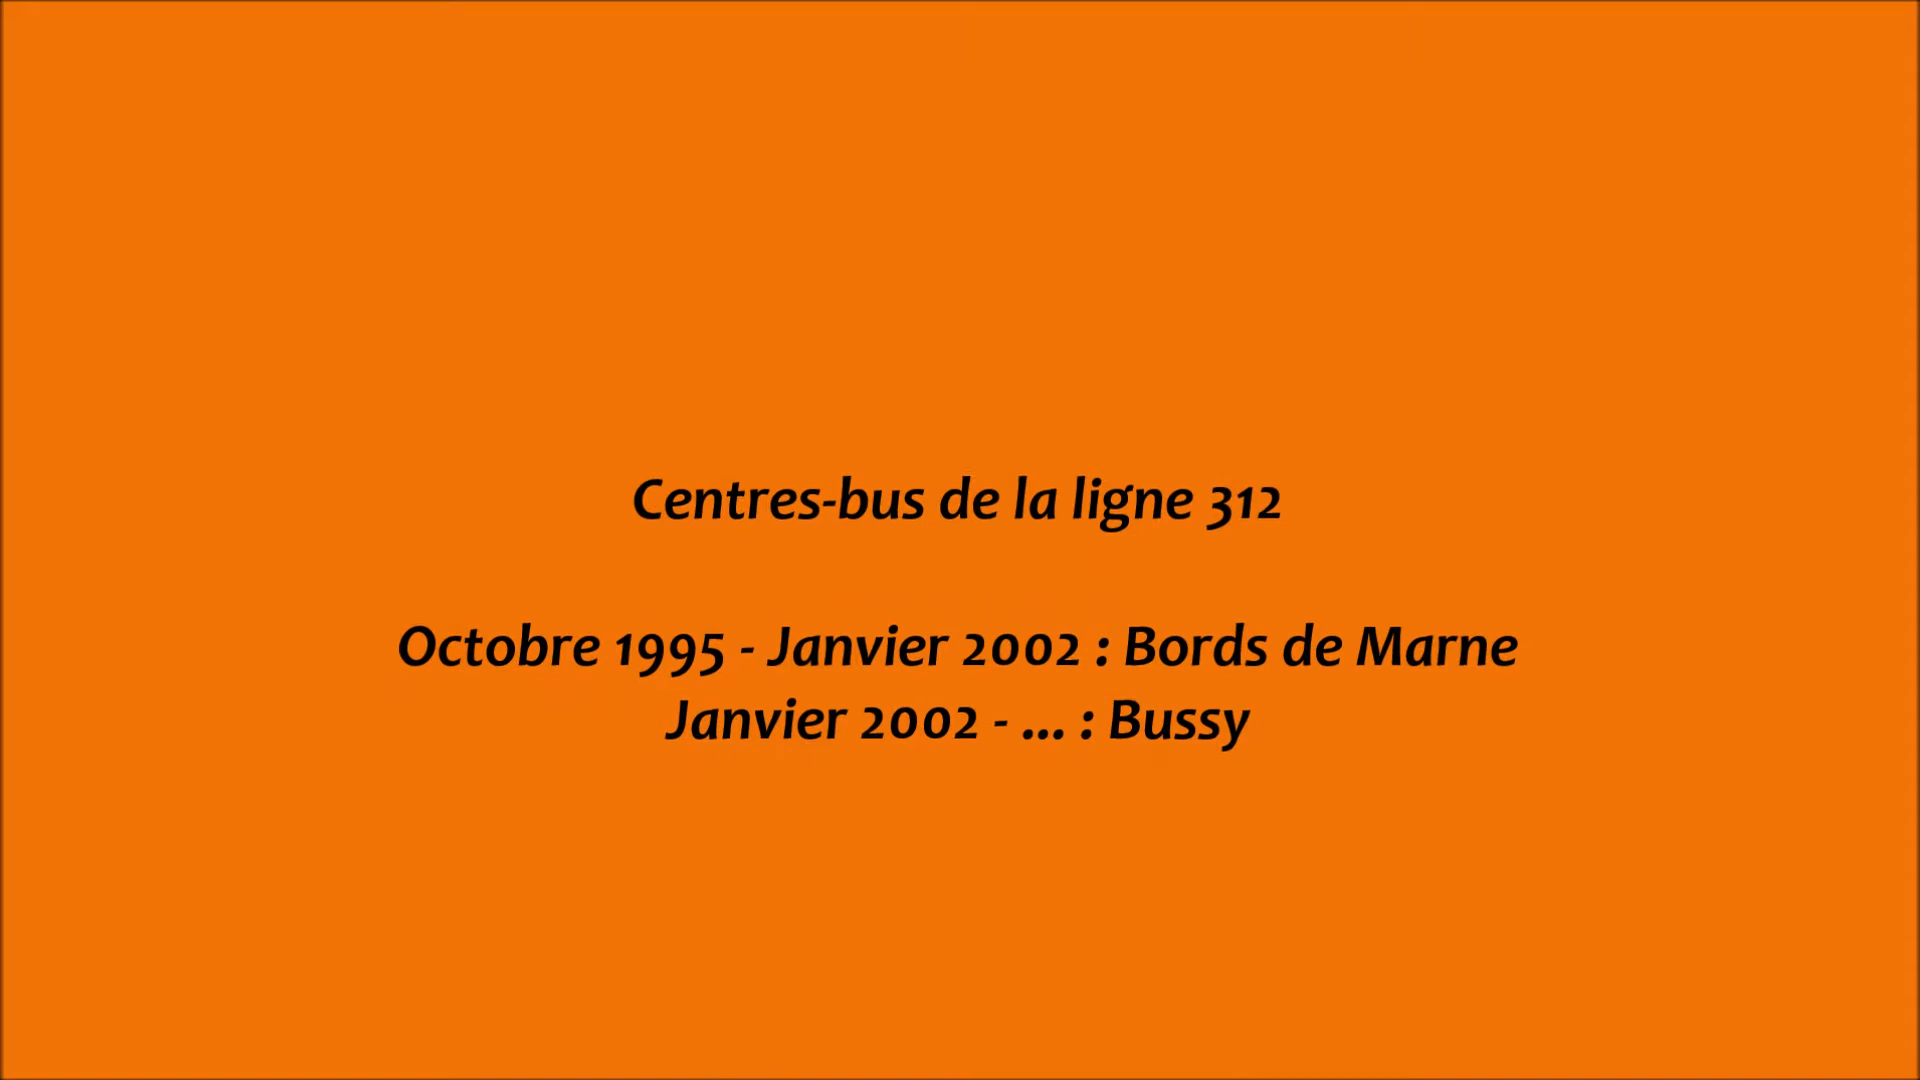 Centres-bus de la ligne 312
Octobre 1995 - Janvier 2002 : Bords de Marne
Janvier 2002 - ... : Bussy